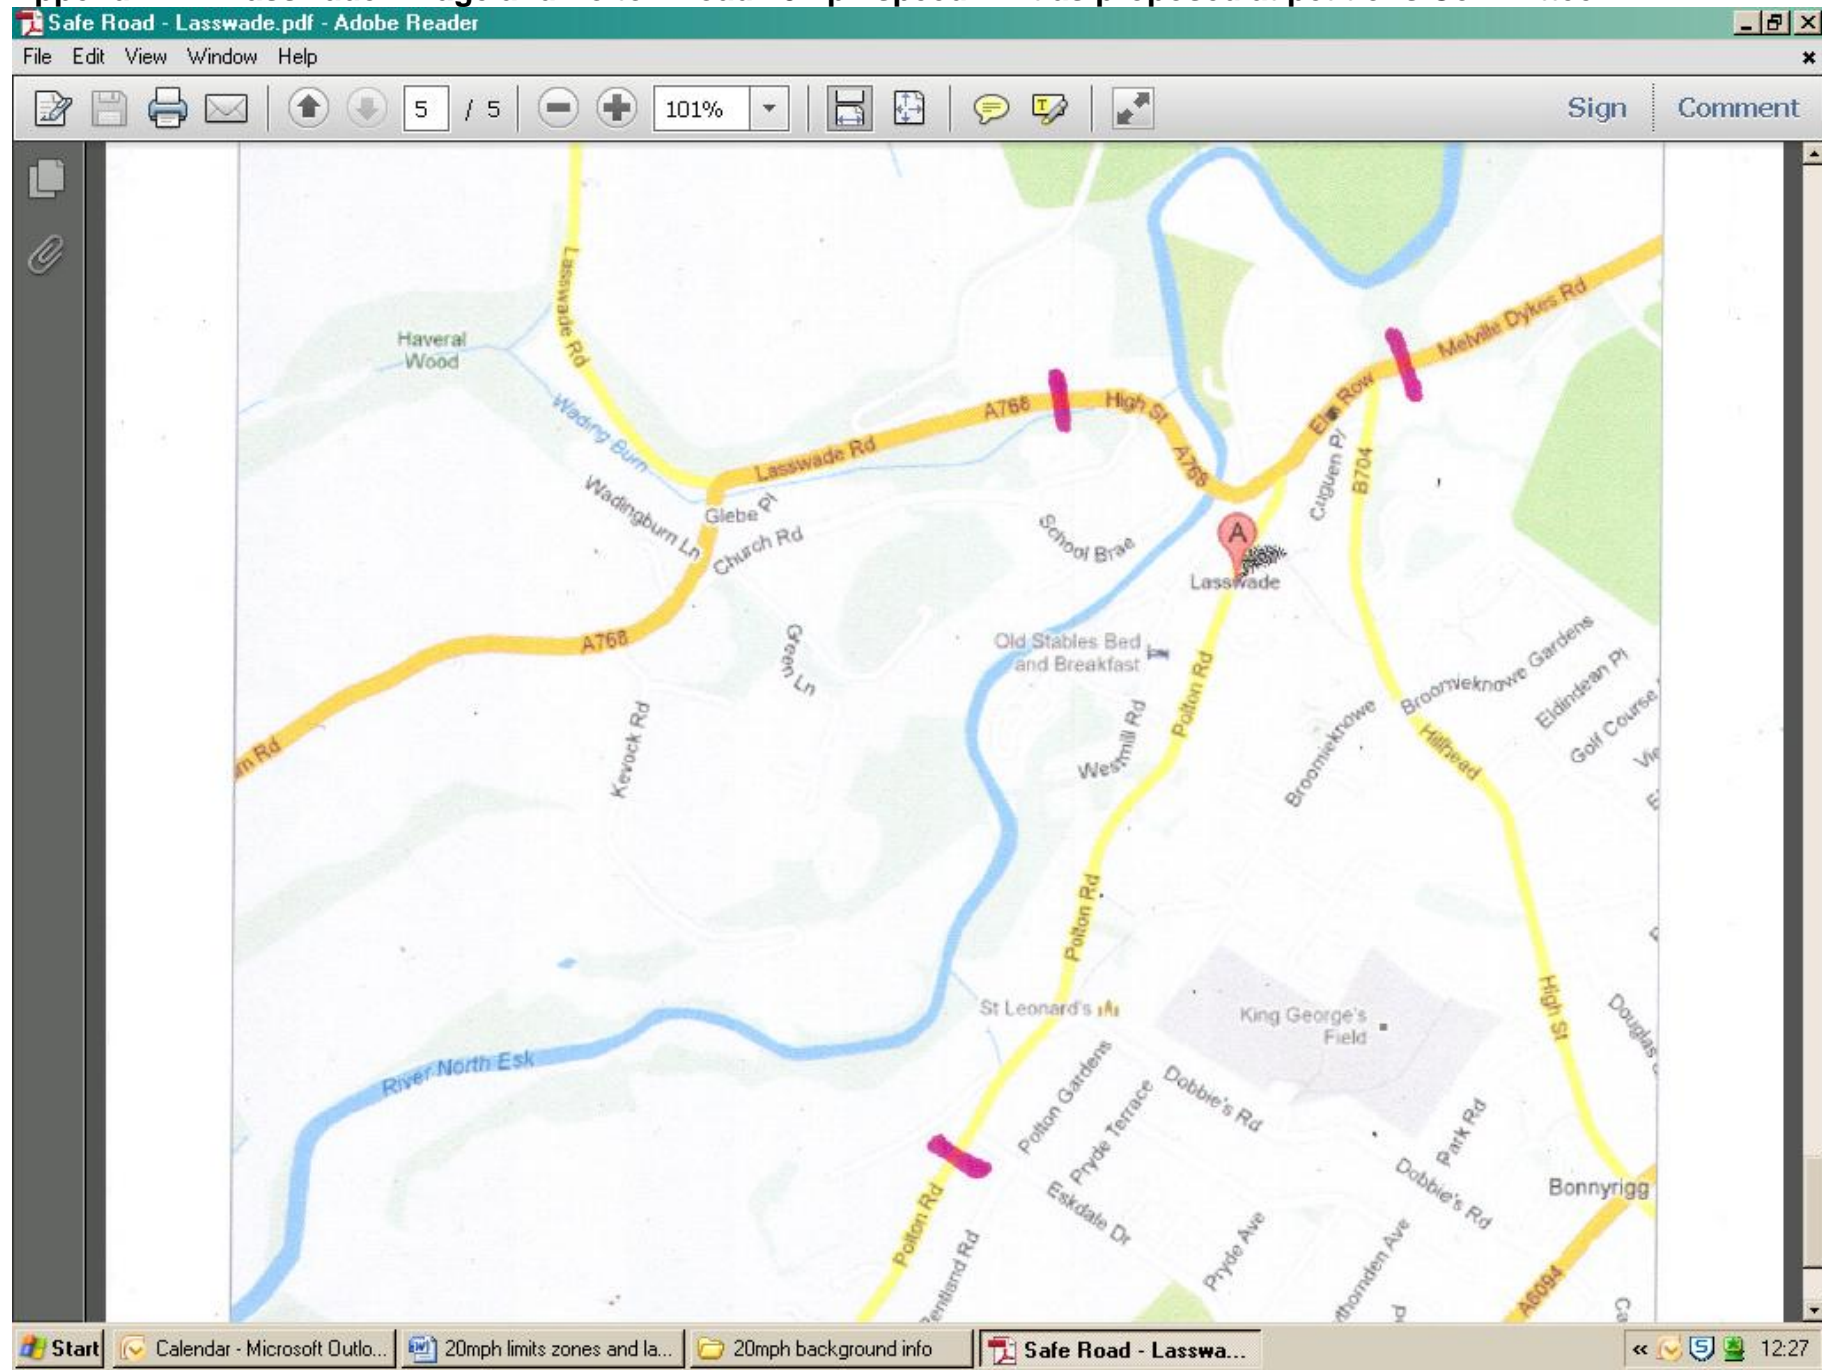 Safe Road - Lasswade.pdf - Adobe Reader
File Edit View Window Help
5 / 5
101%
Sign
Comment
Lasswade Rd
Haveral
Wood
Wading Burn
Wadingburn Ln
Glebe Pl
Church Rd
Lasswade Rd
A768
High St
A768
Elm Row
Melville Dykes Rd
B704
School Brae
A
Lasswade
A768
Green Ln
Kevock Rd
Old Stables Bed
and Breakfast
Westmill Rd
Polton Rd
Broomieknowe
Broomieknowe Gardens
Eldindean Pl
Golf Course
Hillhead
Polton Rd
St Leonard's
King George's
Field
High St
Douglas
River North Esk
Polton Gardens
Pryde Terrace
Dobbie's Rd
Park Rd
Dobbie's Rd
Bonnyrigg
Eskdale Dr
Polton Rd
Pryde Ave
A6094
Start
Calendar - Microsoft Outlo...
20mph limits zones and la...
20mph background info
Safe Road - Lasswa...
12:27